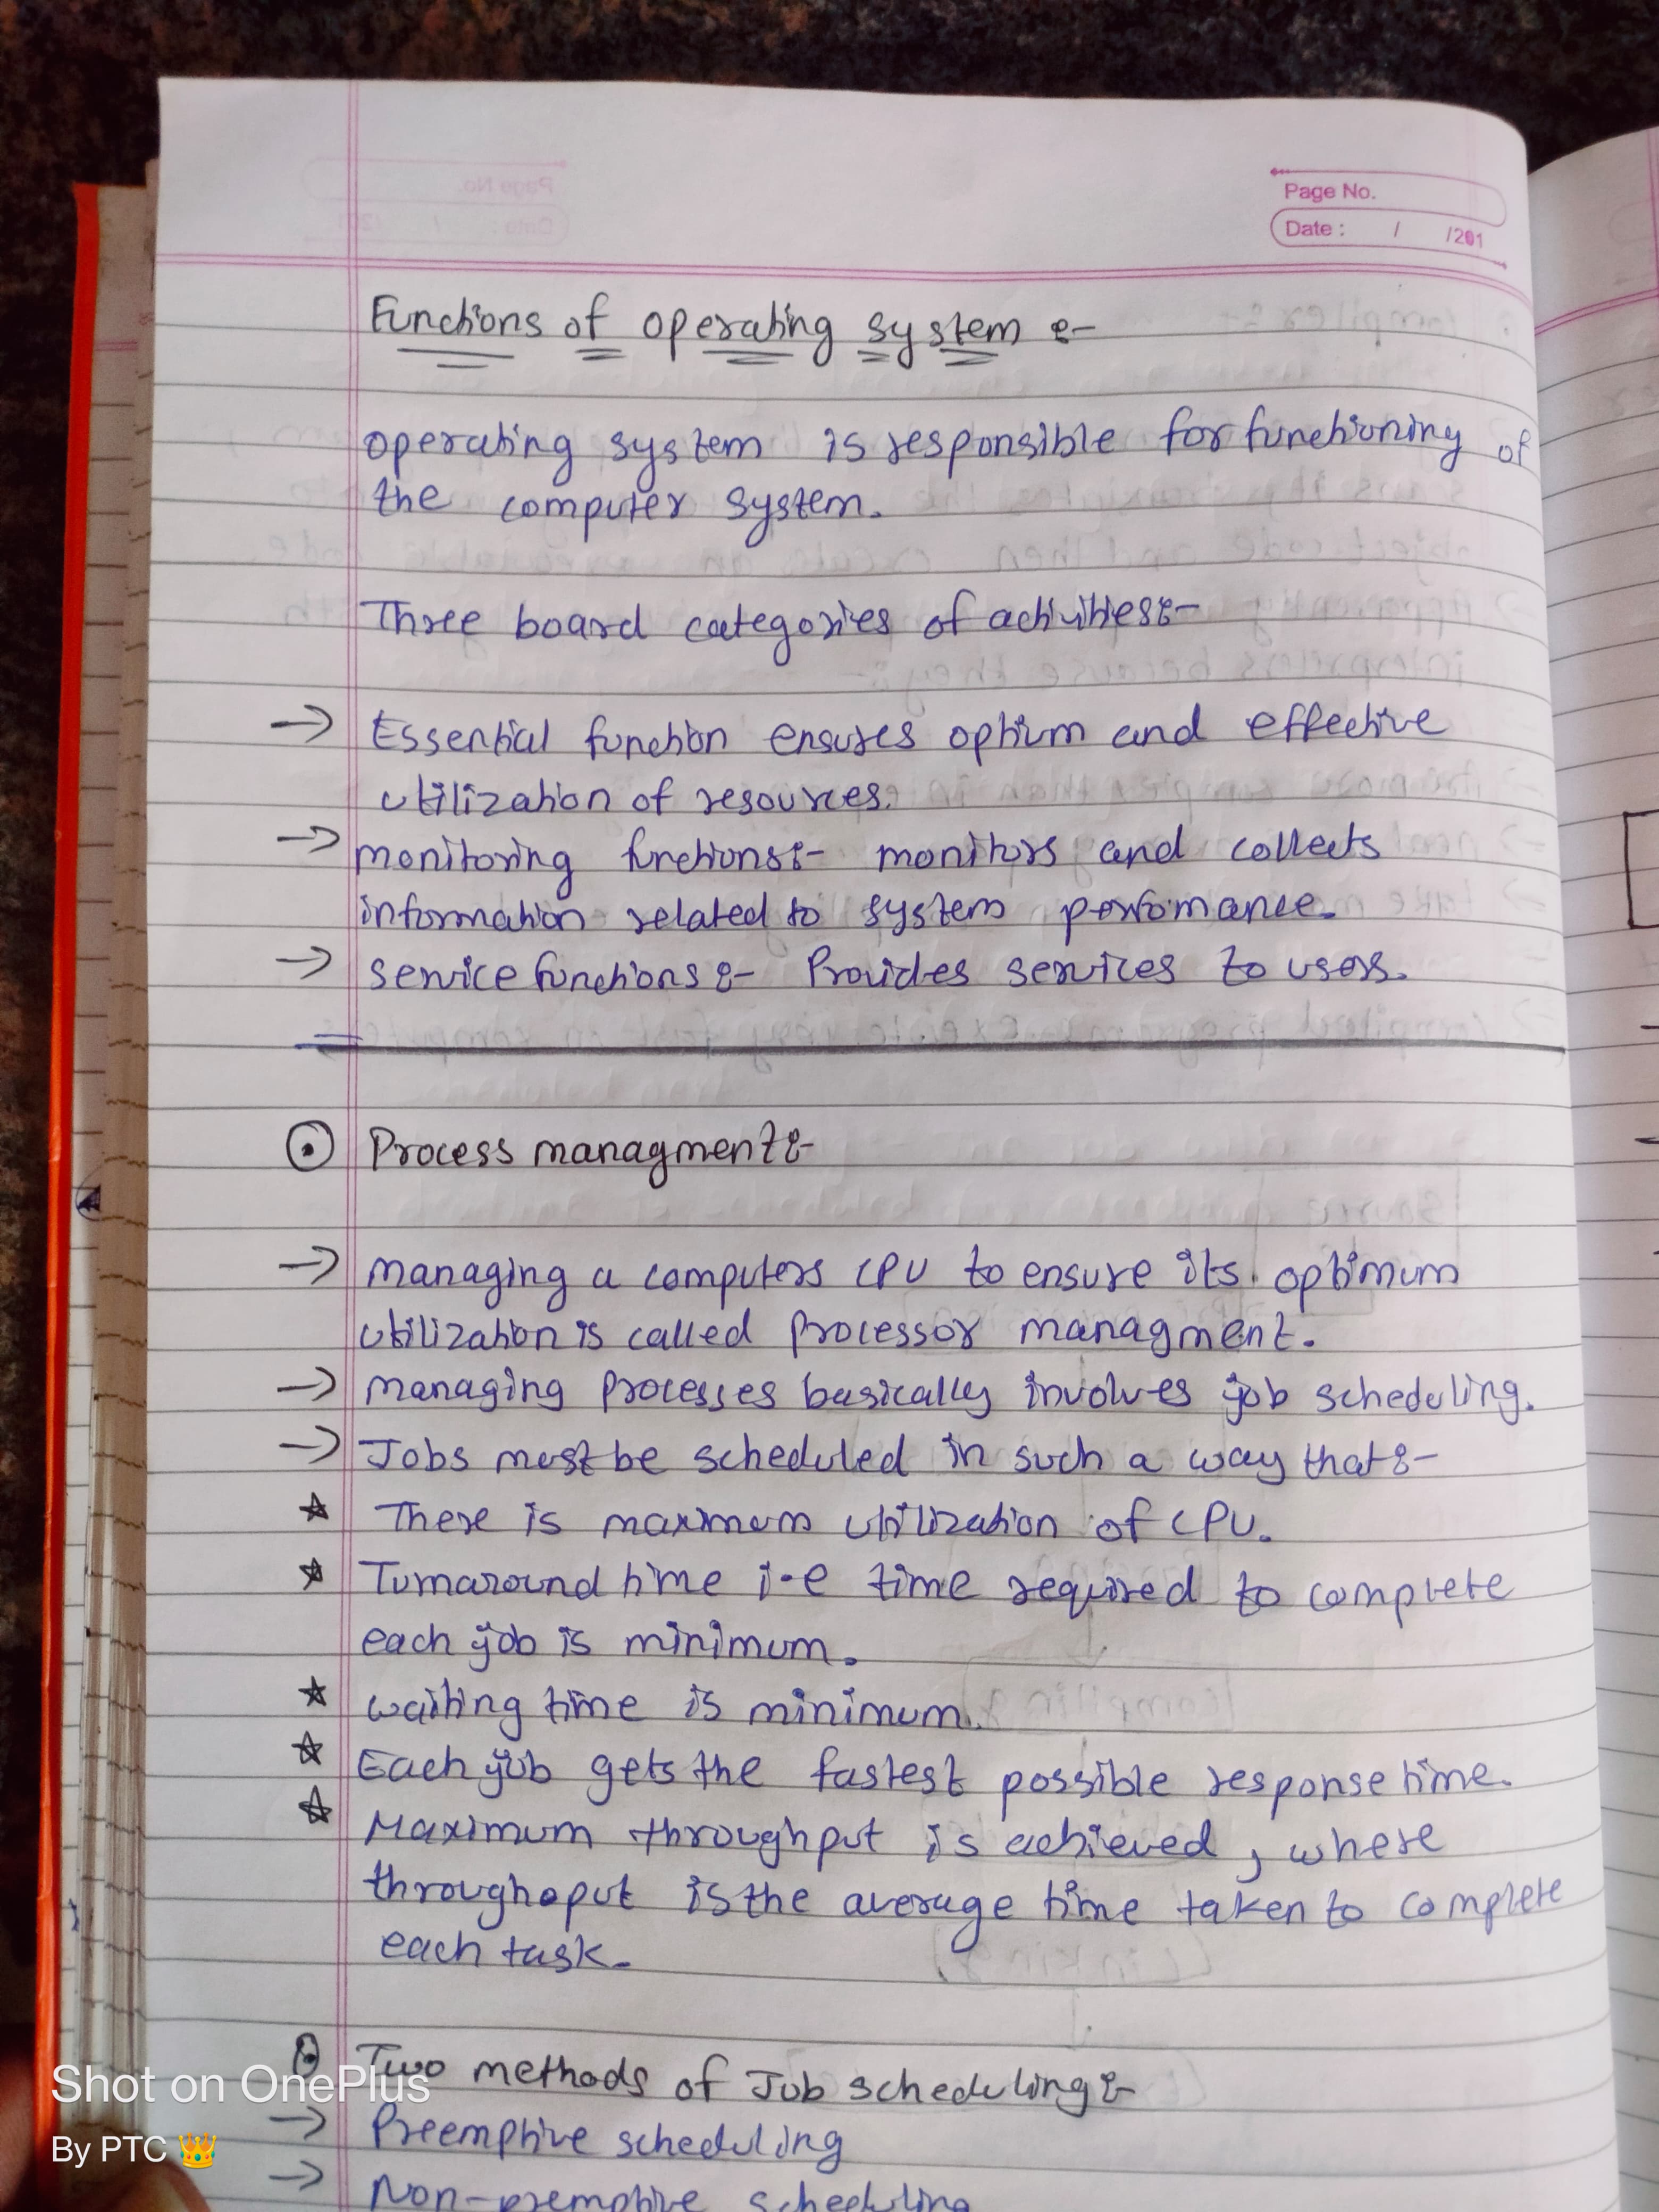 Page No.
Date : / /201
Functions of operating system :-
operating system is responsible for functioning of
the computer system.
Three board categories of activities:-
→ Essential function ensures optium and effective
utilization of resources.
→ monitoring functions:- monitors and collects
information related to system perfomance.
→ service functions :- Provides services to users.
Process managment:-
→ managing a computers CPU to ensure its optimum
utilization is called processor managment.
→ managing processes basically involves job scheduling.
→ Jobs must be scheduled in such a way that :-
☆ There is maximum utilization of CPU.
☆ Turnaround time i.e time required to complete
each job is minimum.
☆ waiting time is minimum.
☆ Each job gets the fastest possible response time.
☆ Maximum throughput is achieved, where
throughput is the average time taken to complete
each task.
Two methods of Job scheduling:-
→ Preemptive scheduling
→ Non-premptive scheduling
Shot on OnePlus
By PTC 👑